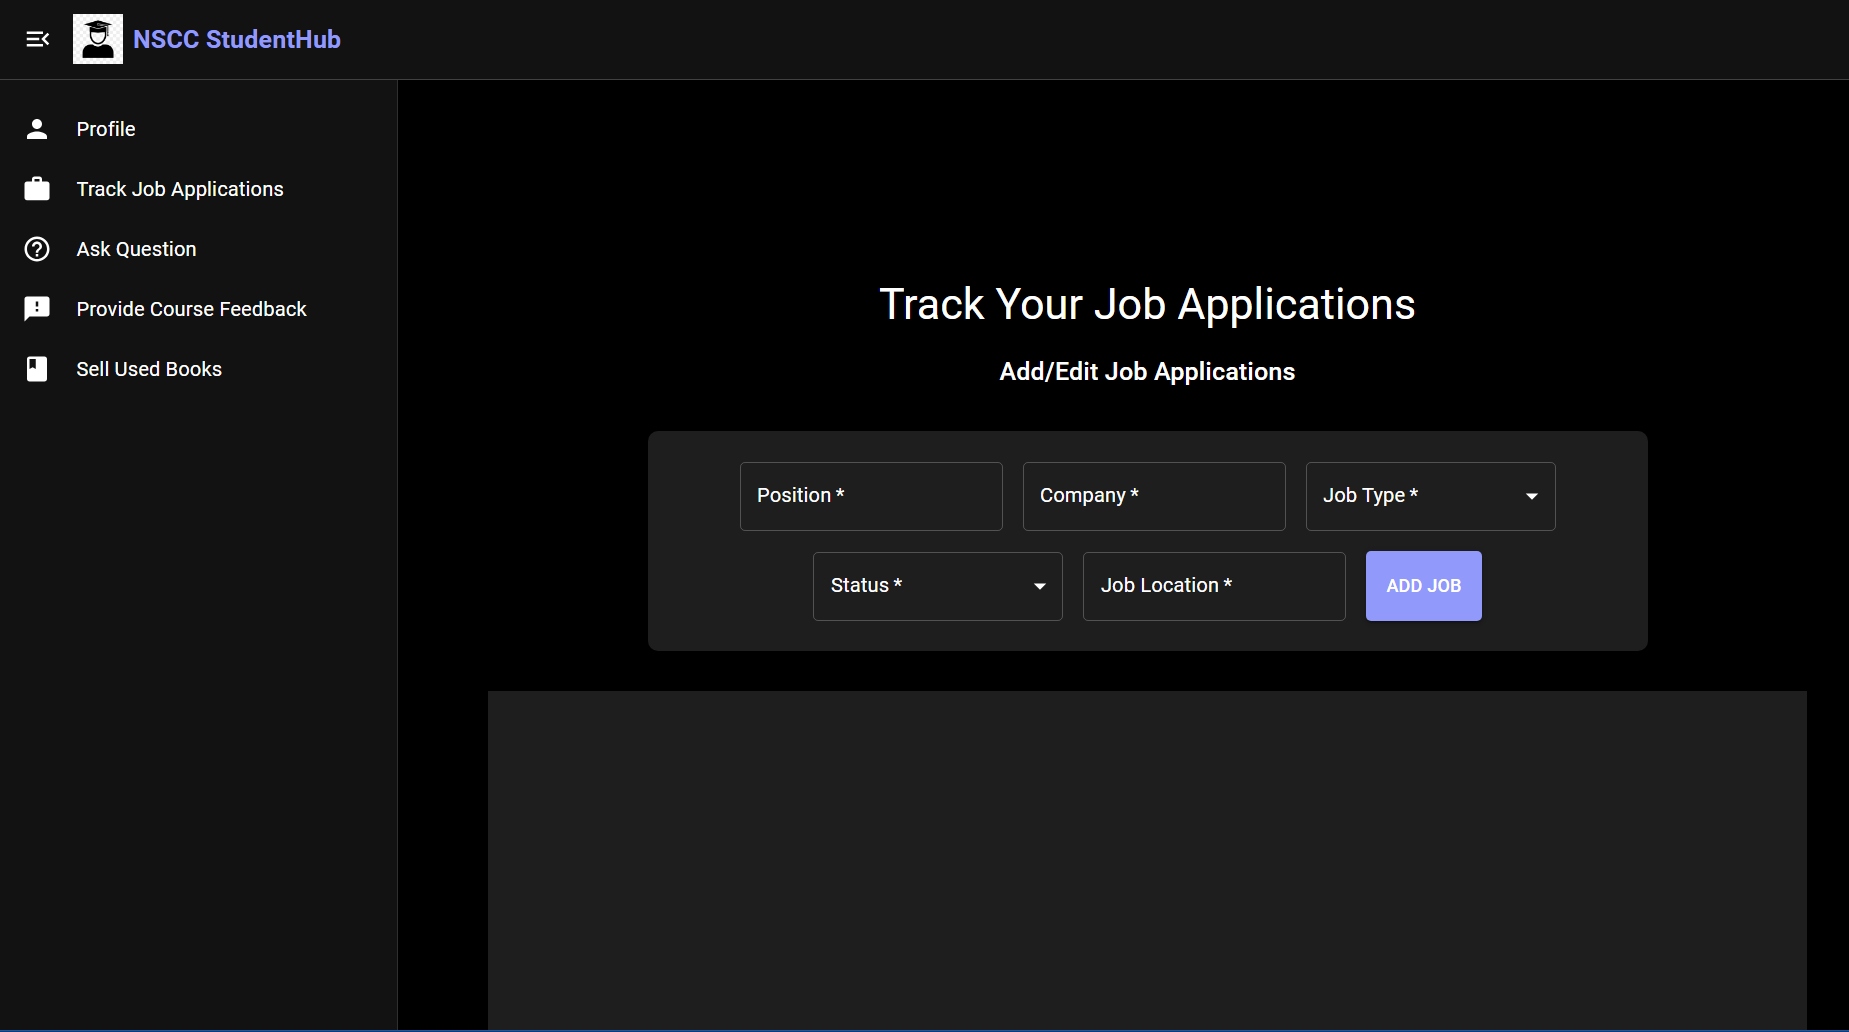 NSCC StudentHub
Profile
Track Job Applications
Ask Question
Provide Course Feedback
Sell Used Books
Track Your Job Applications
Add/Edit Job Applications
Position *
Company *
Job Type *
Status *
Job Location *
ADD JOB